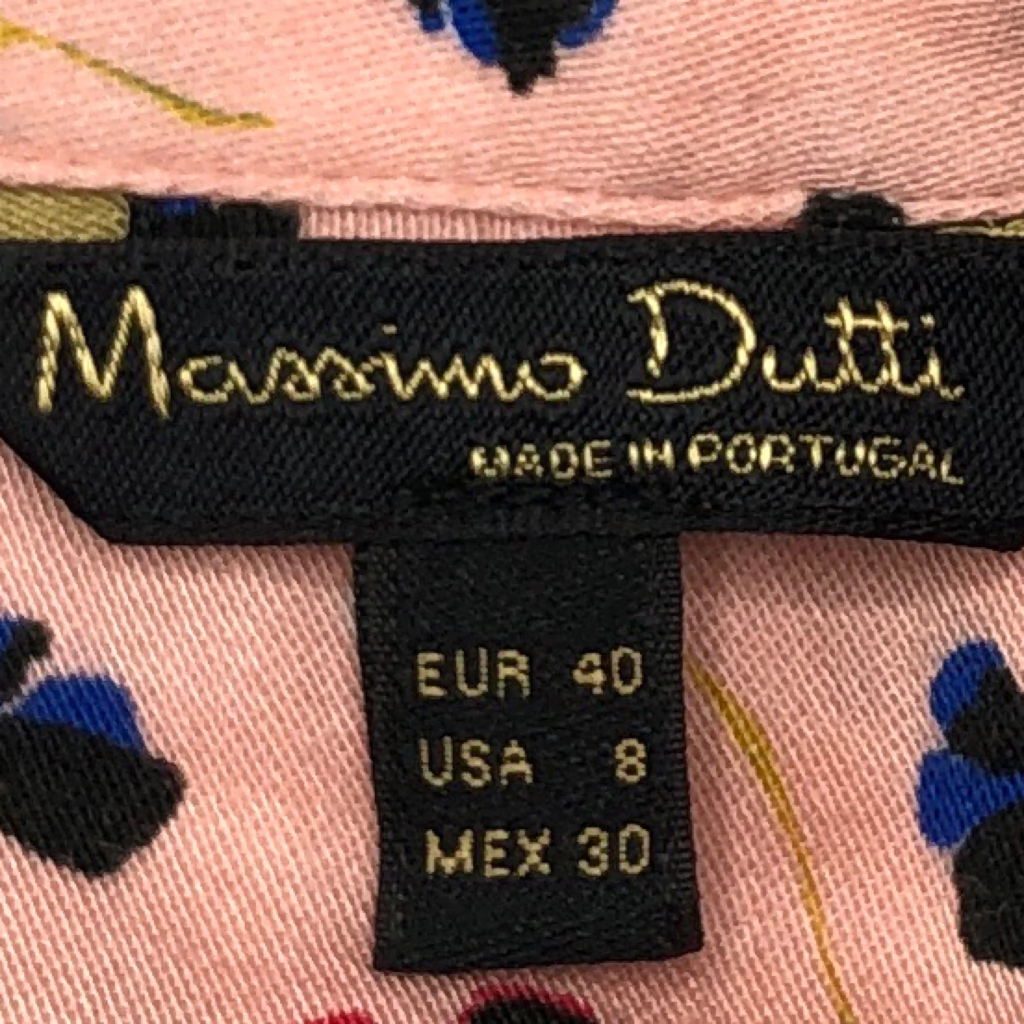 Massimo Dutti
MADE IN PORTUGAL
EUR 40
USA 8
MEX 30